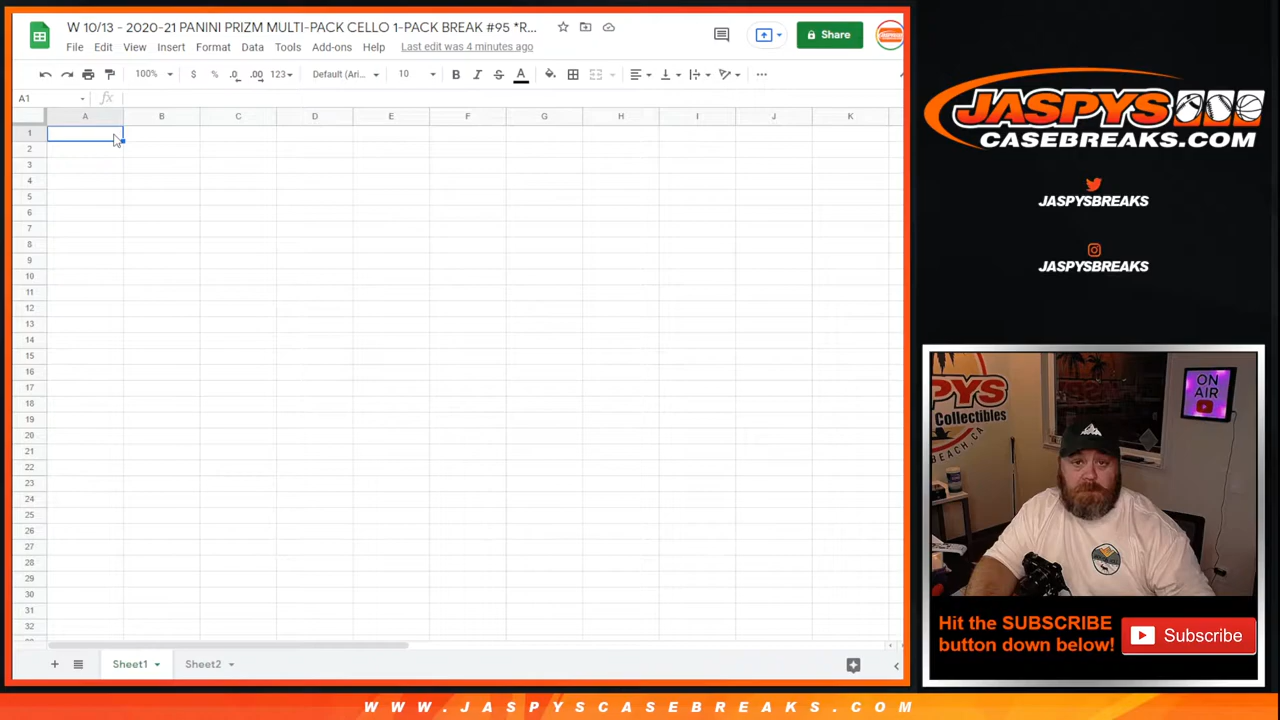 W 10/13 - 2020-21 PANINI PRIZM MULTI-PACK CELLO 1-PACK BREAK #95 *R...
File Edit View Insert Format Data Tools Add-ons Help Last edit was 4 minutes ago
Share
100% $ % .0 .00 123 Default (Ari... 10 B I S A
A1 fx
A B C D F G H I J K
1
2
3
4
5
6
7
8
9
10
11
12
13
14
15
16
17
18
19
20
21
22
23
24
25
26
27
28
29
30
31
32
Sheet1 Sheet2
JASPYS
CASEBREAKS.COM
JASPYSBREAKS
JASPYSBREAKS
PYS
Collectibles
BEACH, CA
ON
AIR
Hit the SUBSCRIBE
button down below!
Subscribe
WWW.JASPYSCASEBREAKS.COM